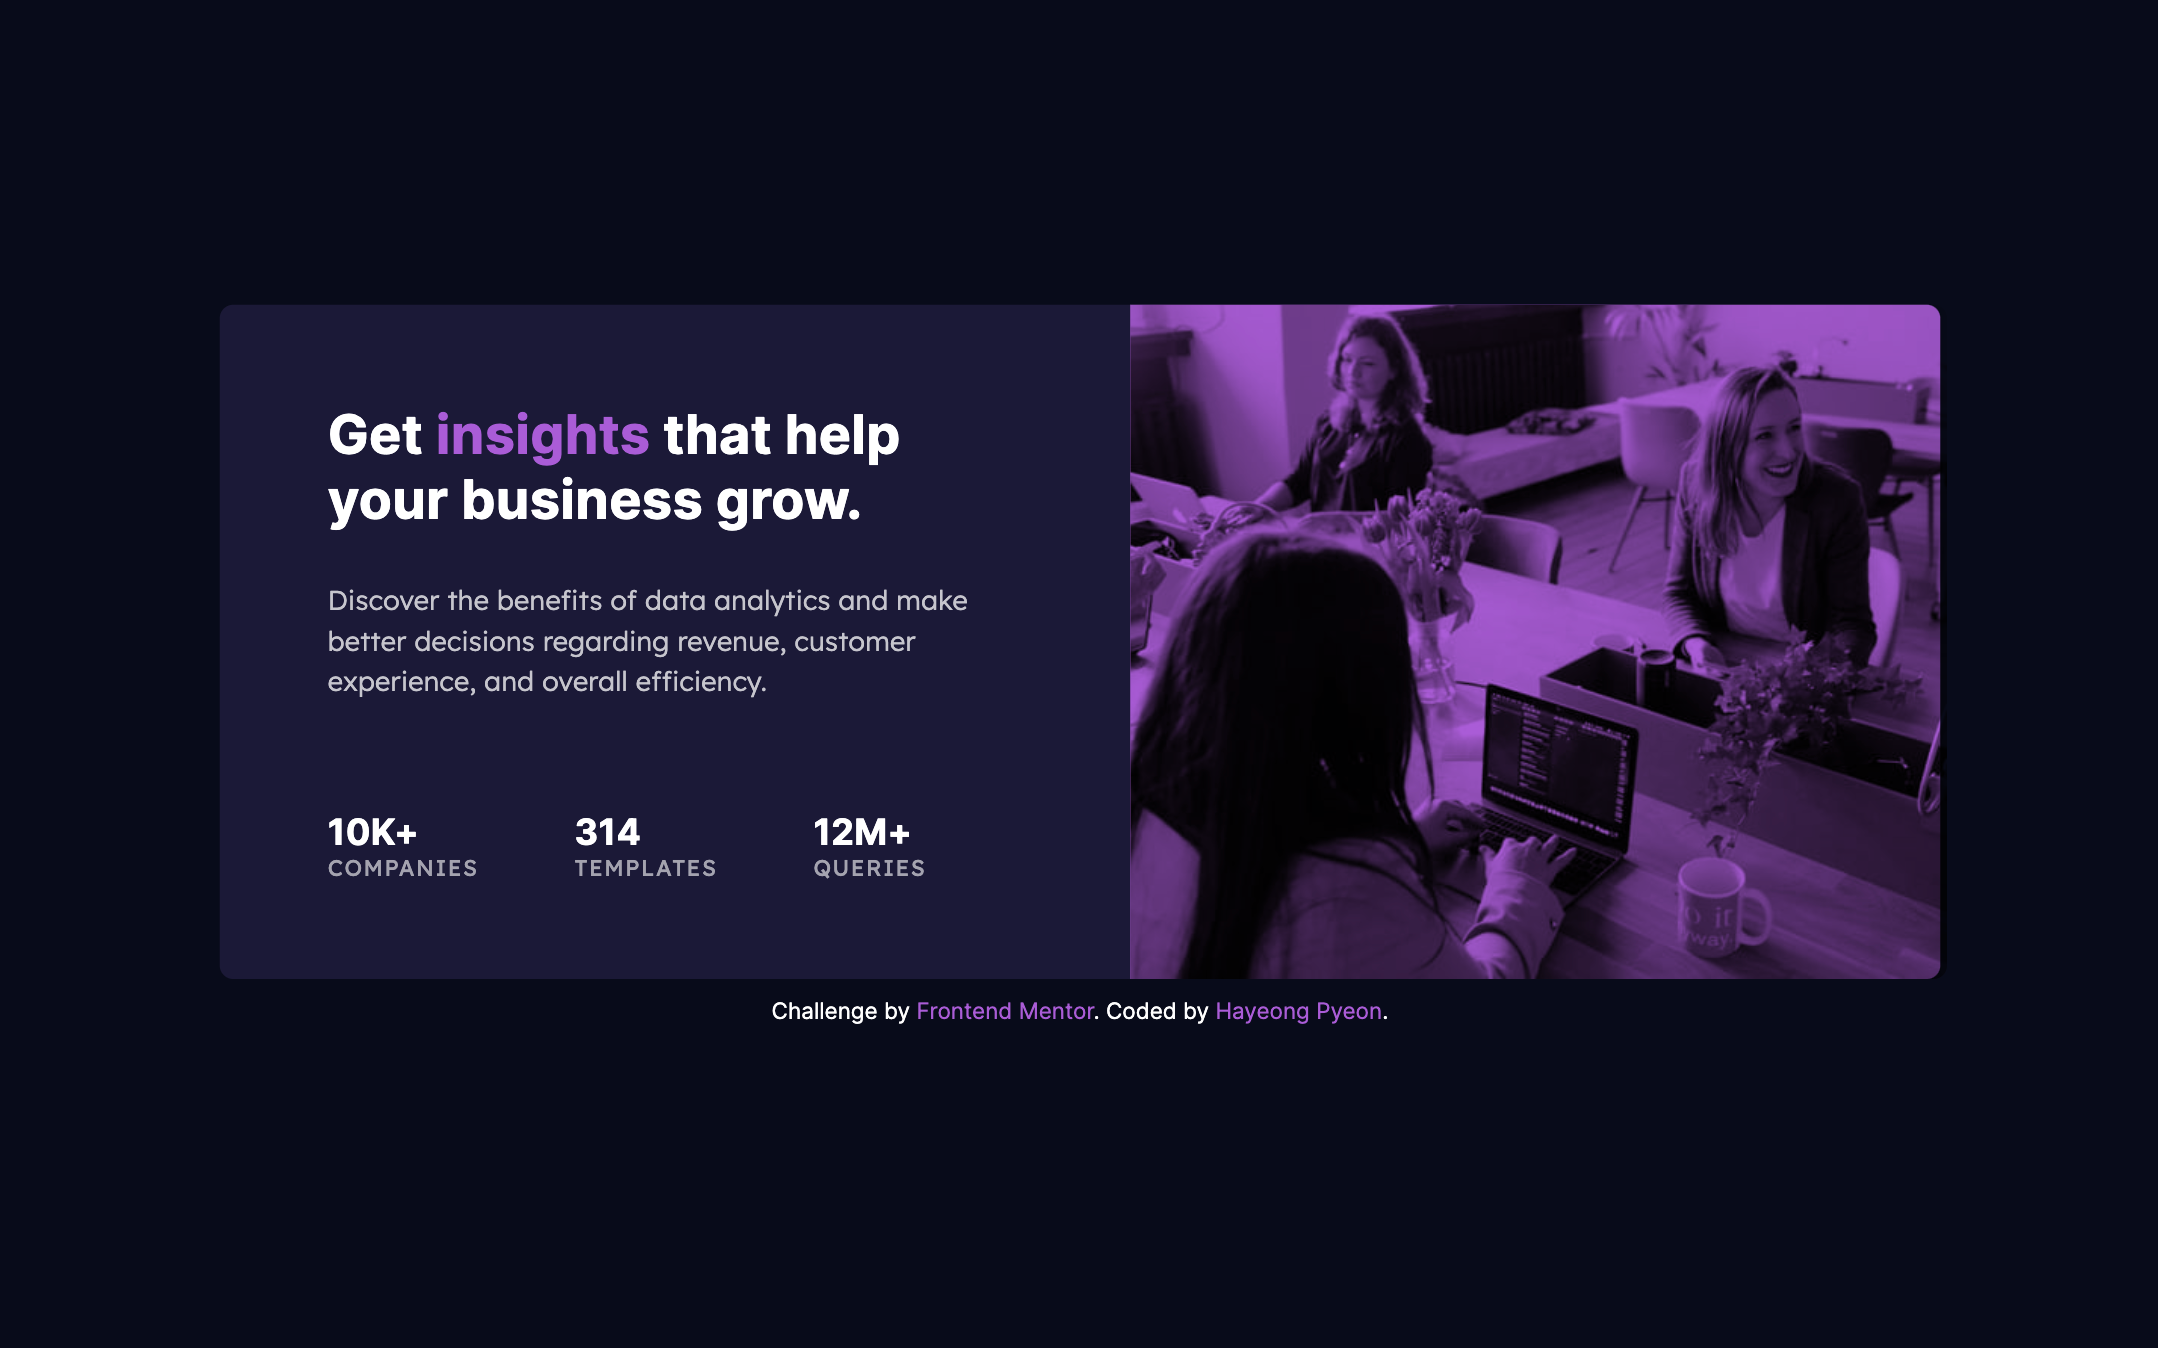 Get insights that help
your business grow.
Discover the benefits of data analytics and make
better decisions regarding revenue, customer
experience, and overall efficiency.
10K+
COMPANIES
314
TEMPLATES
12M+
QUERIES
it
Challenge by Frontend Mentor. Coded by Hayeong Pyeon.